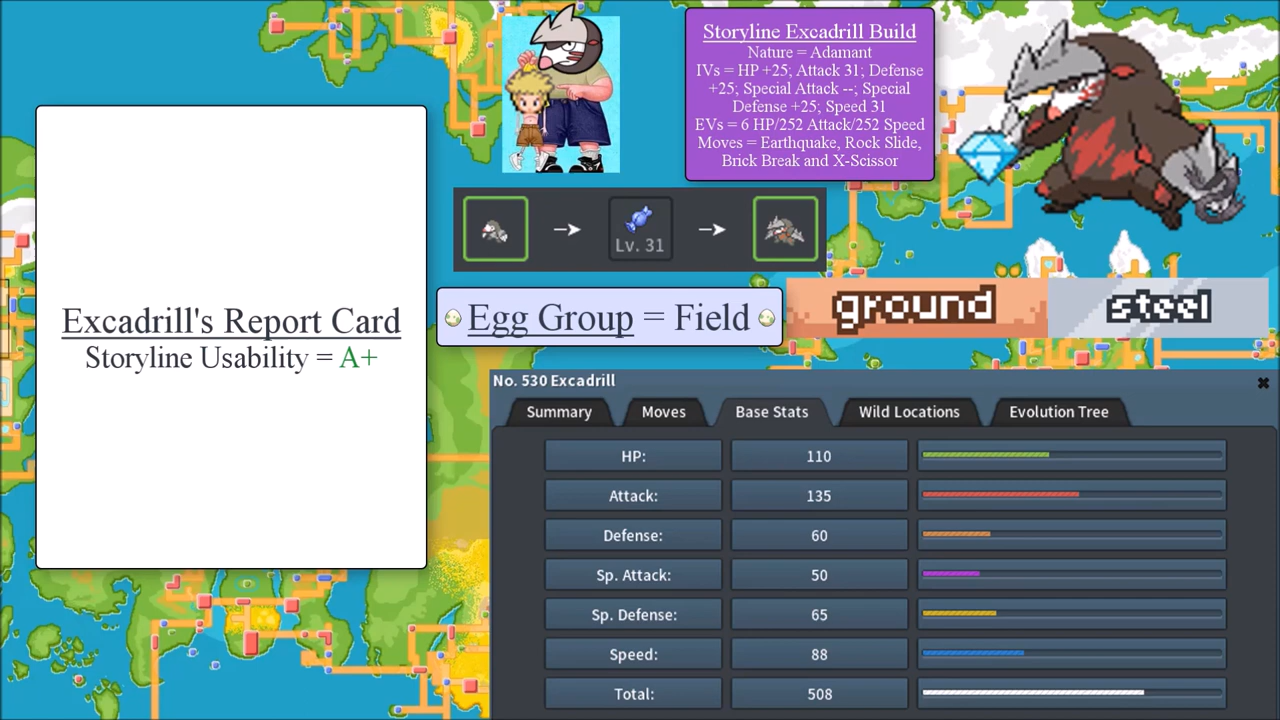 Storyline Excadrill Build
Nature = Adamant
IVs = HP +25; Attack 31; Defense
+25; Special Attack --, Special
Defense +25; Speed 31
EVs = 6 HP/252 Attack/252 Speed
Moves = Earthquake, Rock Slide,
Brick Break and X-Scissor
Lv. 31
Excadrill's Report Card
Storyline Usability = A+
Egg Group = Field
ground
steel
No. 530 Excadrill
Summary
Moves
Base Stats
Wild Locations
Evolution Tree
HP: 110
Attack: 135
Defense: 60
Sp. Attack: 50
Sp. Defense: 65
Speed: 88
Total: 508